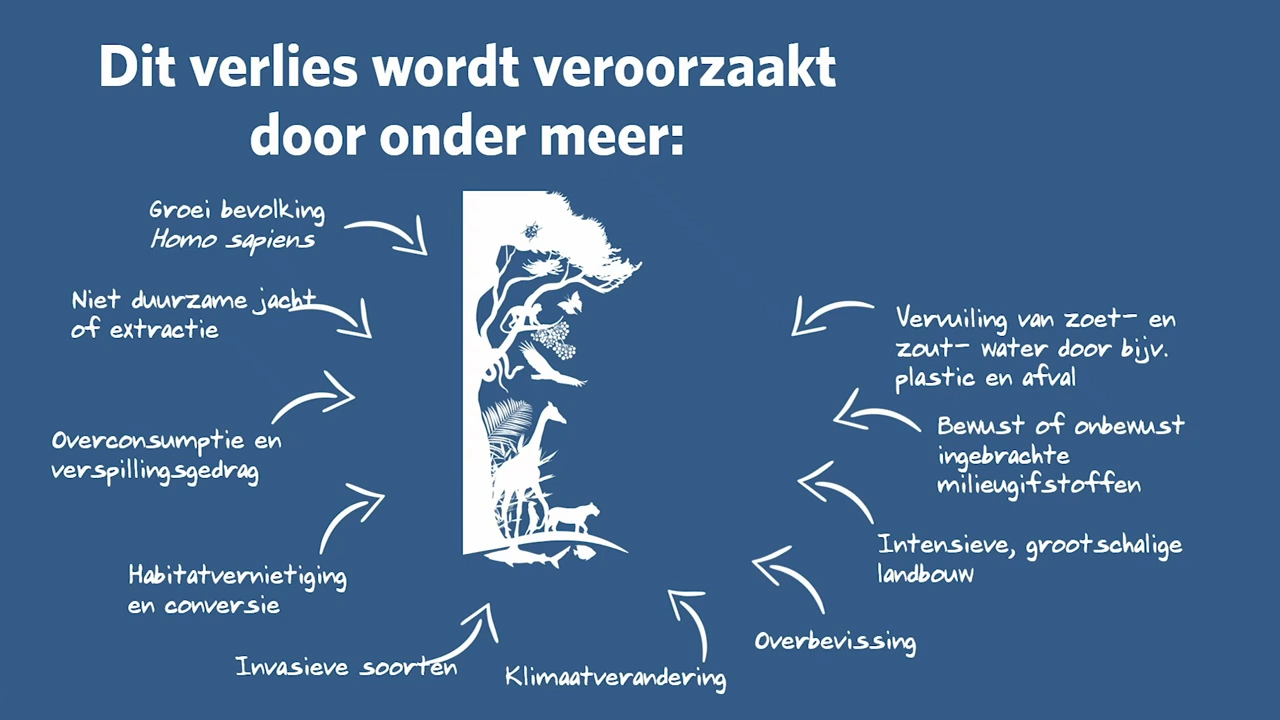 Dit verlies wordt veroorzaakt
door onder meer:
Groei bevolking
Homo sapiens
Niet duurzame jacht
of extractie
Overconsumptie en
verspillingsgedrag
Habitatvernietiging
en conversie
Invasieve soorten
Klimaatverandering
Overbevissing
Intensieve, grootschalige
landbouw
Bewust of onbewust
ingebrachte
milieugifstoffen
Vervuiling van zoet- en
zout- water door bijv.
plastic en afval